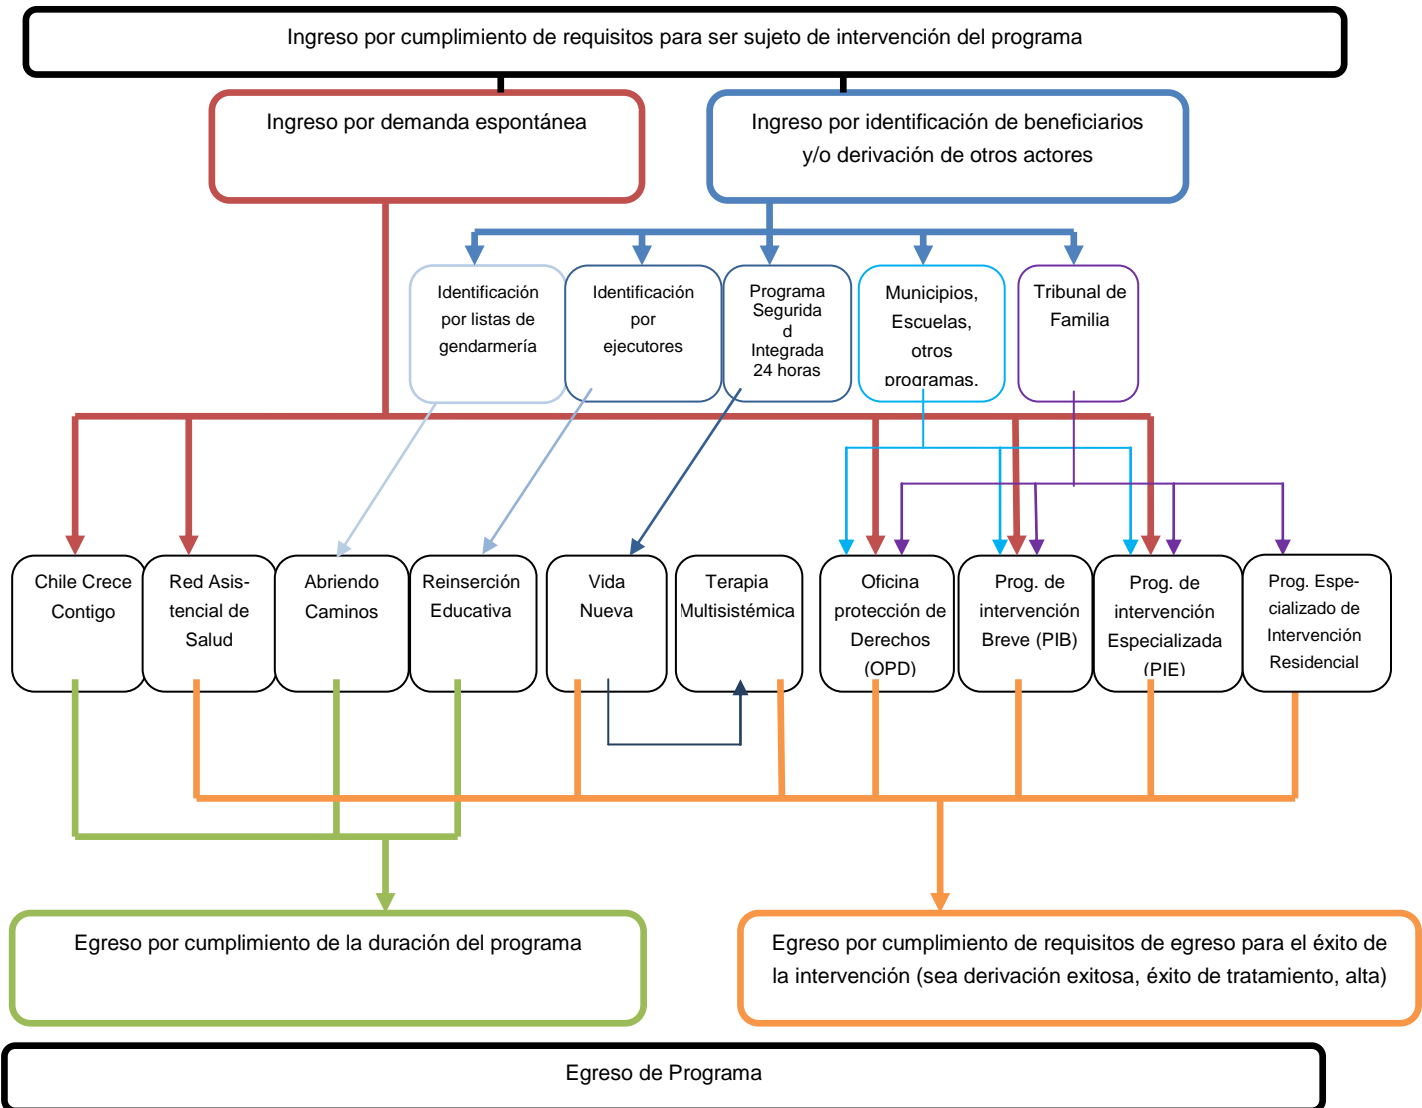 Ingreso por cumplimiento de requisitos para ser sujeto de intervención del programa
Ingreso por demanda espontánea
Ingreso por identificación de beneficiarios
y/o derivación de otros actores
Identificación
por listas de
gendarmería
Identificación
por
ejecutores
Programa
Segurida
d
Integrada
24 horas
Municipios,
Escuelas,
otros
programas.
Tribunal de
Familia
Chile Crece
Contigo
Red Asis-
tencial de
Salud
Abriendo
Caminos
Reinserción
Educativa
Vida
Nueva
Terapia
Multisistémica
Oficina
protección de
Derechos
(OPD)
Prog. de
intervención
Breve (PIB)
Prog. de
intervención
Especializada
(PIE)
Prog. Espe-
cializado de
Intervención
Residencial
Egreso por cumplimiento de la duración del programa
Egreso por cumplimiento de requisitos de egreso para el éxito de
la intervención (sea derivación exitosa, éxito de tratamiento, alta)
Egreso de Programa